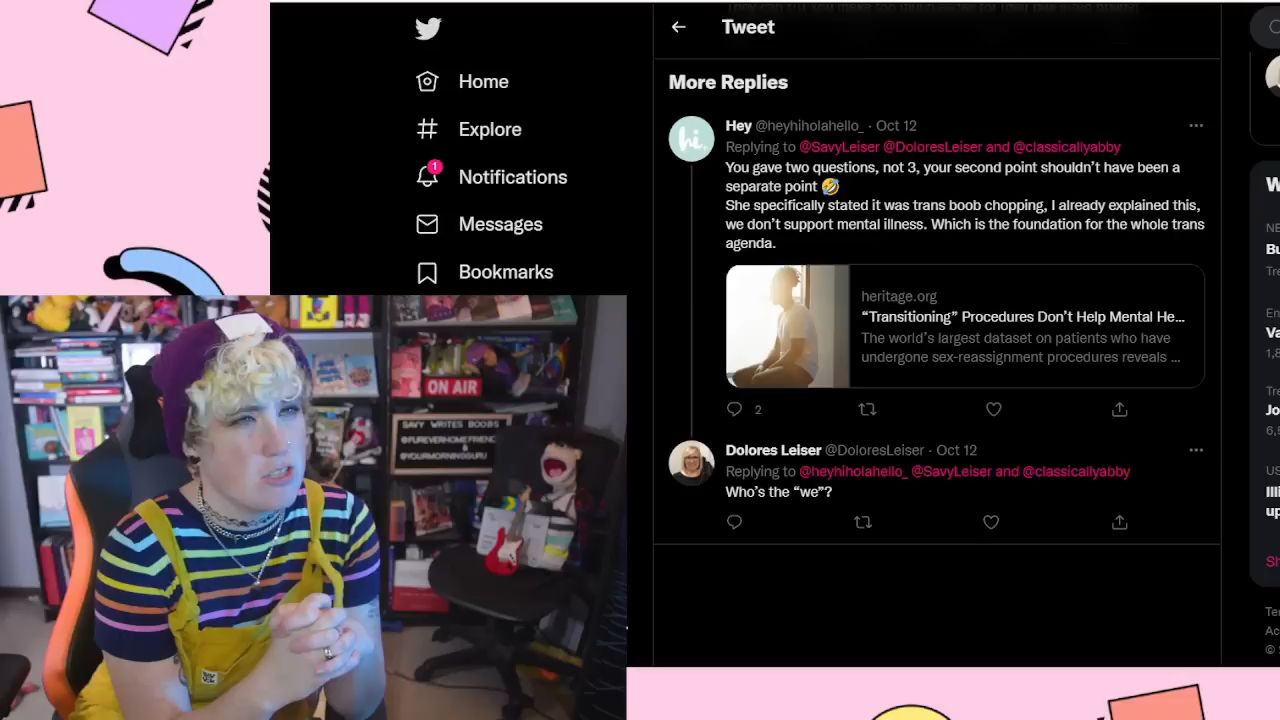 Tweet
Home
Explore
1
Notifications
Messages
Bookmarks
More Replies
hi.
Hey @heyhiholahello_ · Oct 12
Replying to @SavyLeiser @DoloresLeiser and @classicallyabby
You gave two questions, not 3, your second point shouldn't have been a
separate point 🤣
She specifically stated it was trans boob chopping, I already explained this,
we don't support mental illness. Which is the foundation for the whole trans
agenda.
heritage.org
“Transitioning” Procedures Don't Help Mental He...
The world's largest dataset on patients who have
undergone sex-reassignment procedures reveals ...
2
Dolores Leiser @DoloresLeiser · Oct 12
Replying to @heyhiholahello_ @SavyLeiser and @classicallyabby
Who's the “we”?
ON AIR
SAVY WRITES BOOBS
@FUREVERHOMEFRIENC
&
@YOURMORNINGGURU